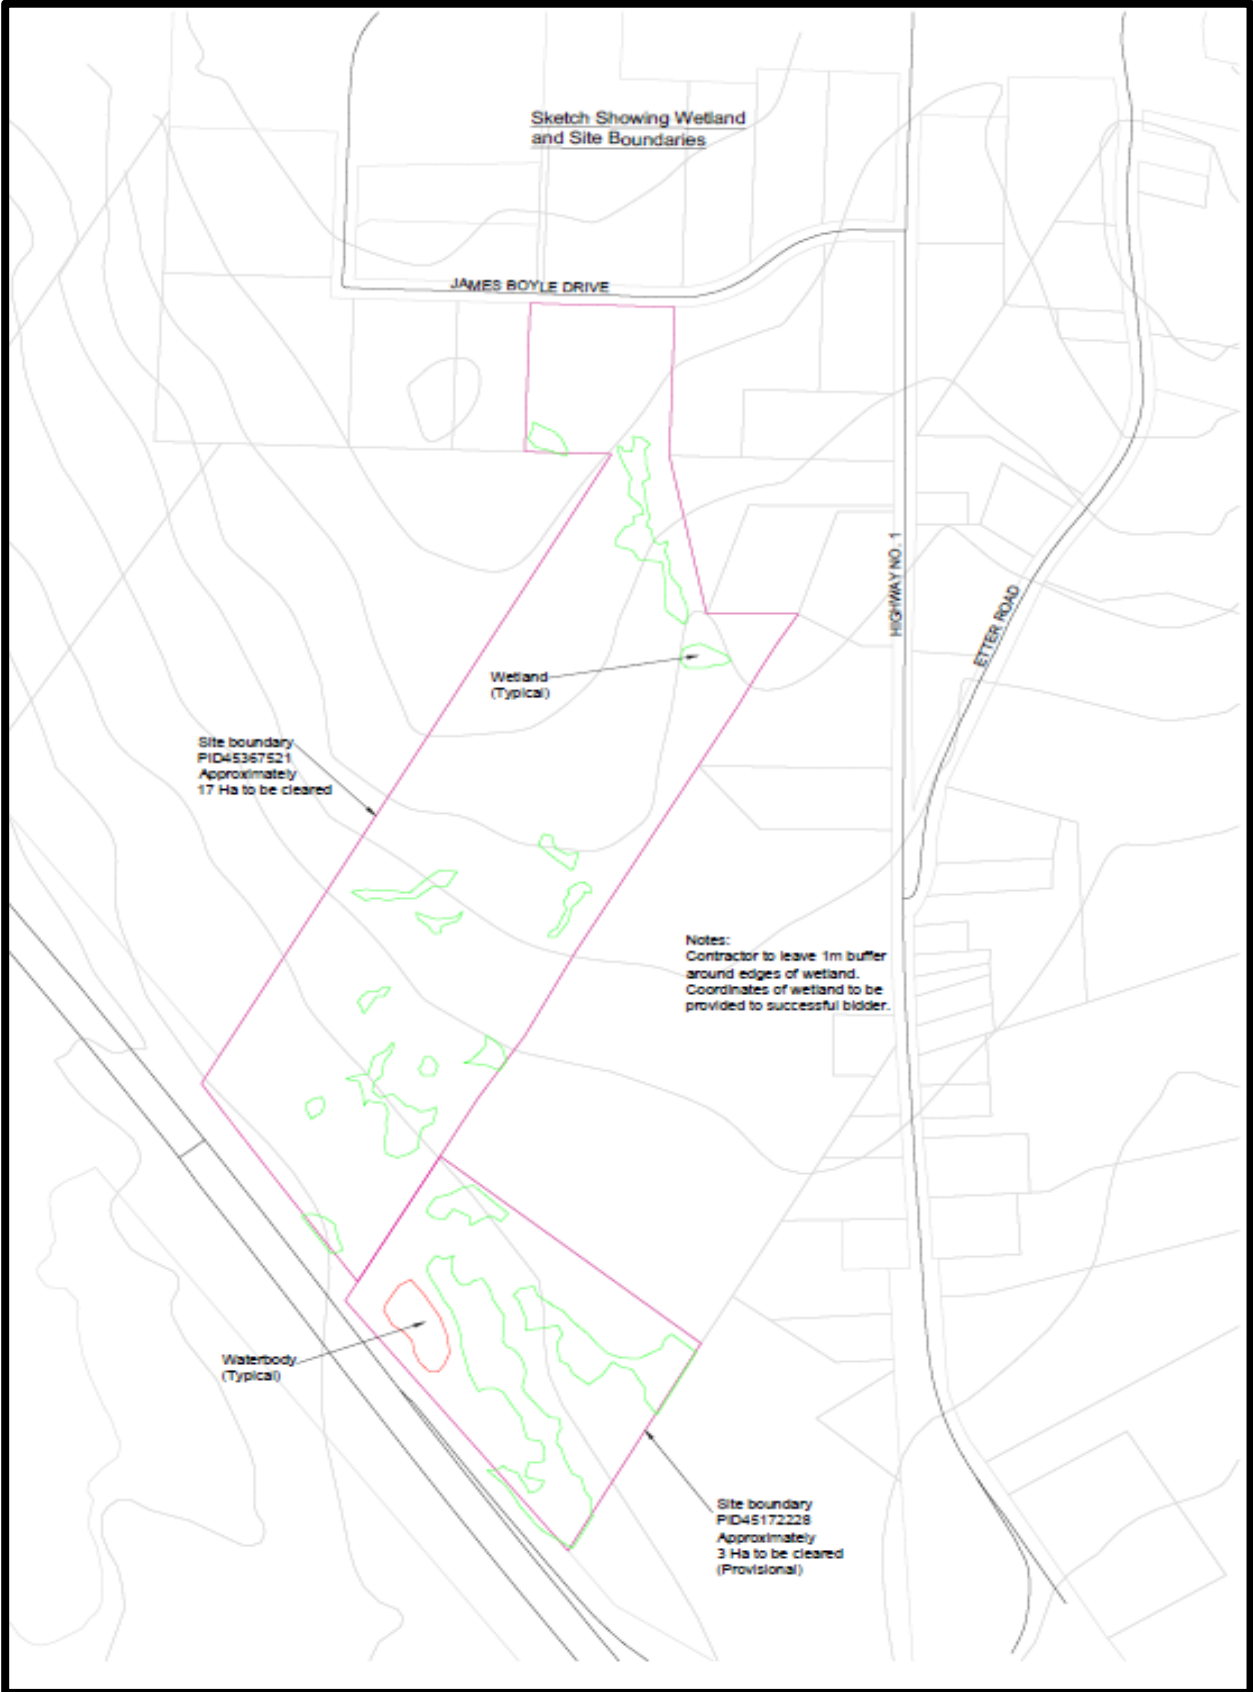 Sketch Showing Wetland
and Site Boundaries
JAMES BOYLE DRIVE
HIGHWAY NO. 1
ETTER ROAD
Wetland
(Typical)
Site boundary
PID45367521
Approximately
17 Ha to be cleared
Notes:
Contractor to leave 1m buffer
around edges of wetland.
Coordinates of wetland to be
provided to successful bidder.
Waterbody
(Typical)
Site boundary
PID45172228
Approximately
3 Ha to be cleared
(Provisional)